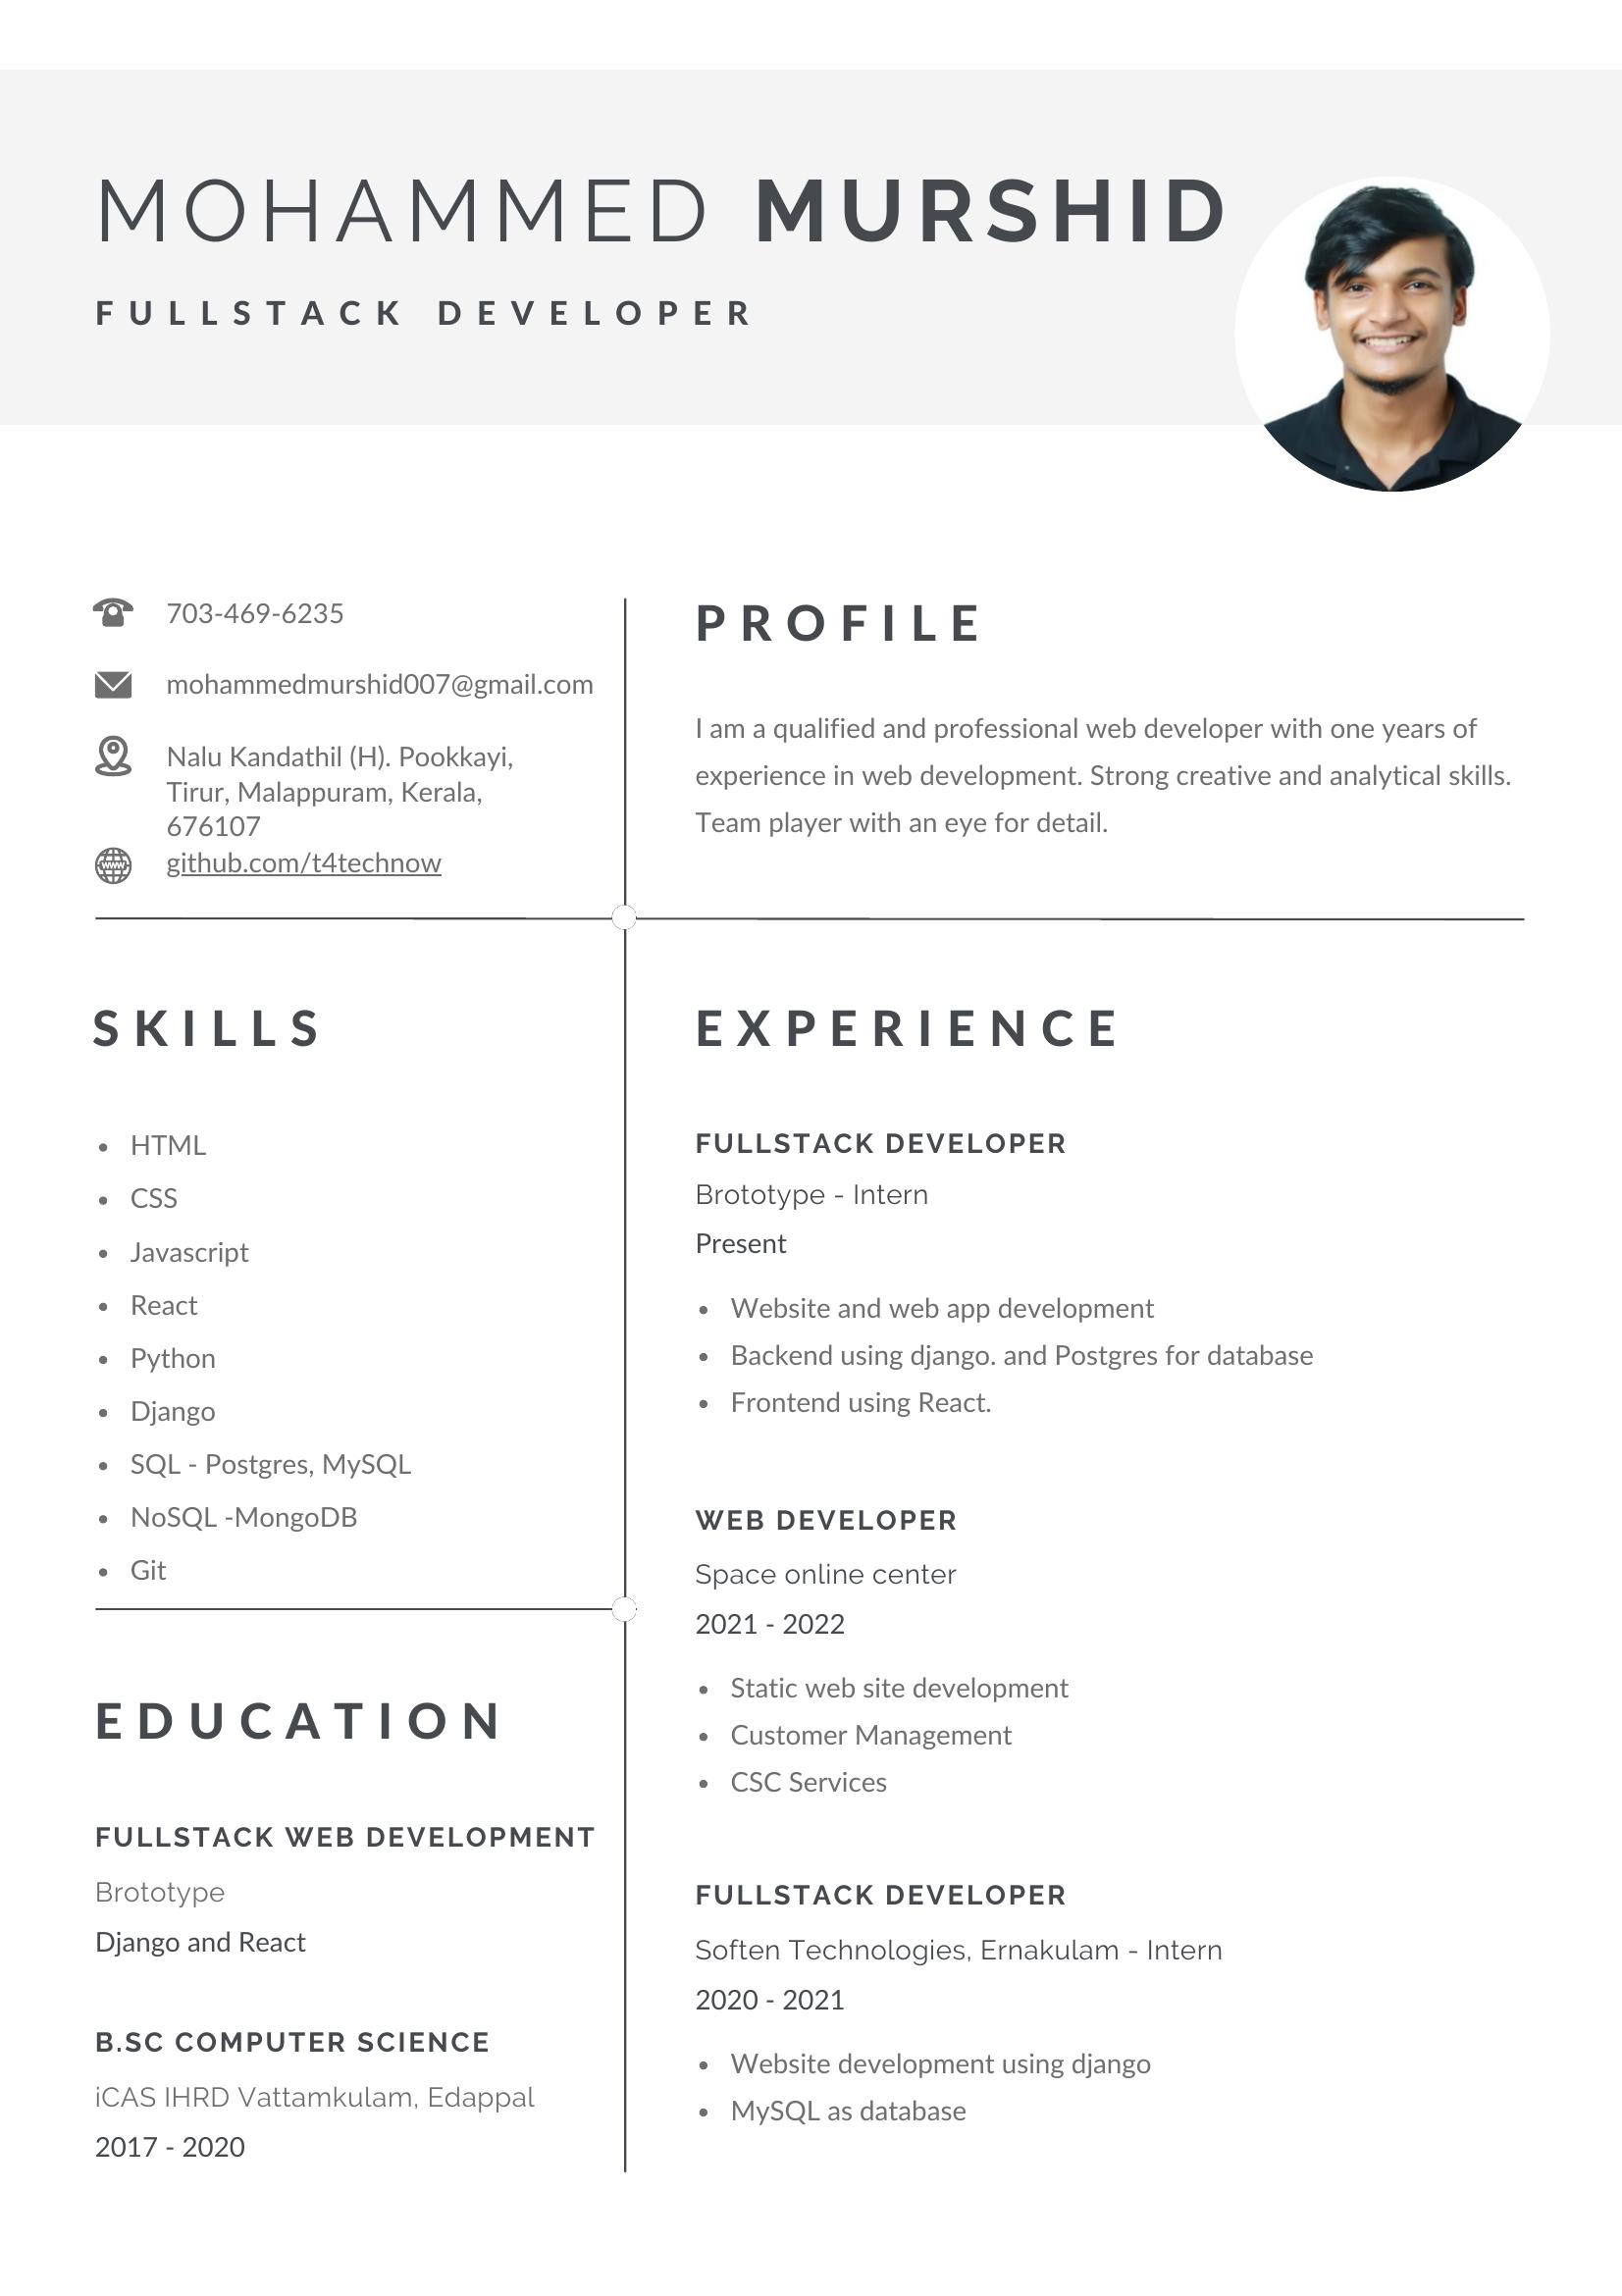 MOHAMMED MURSHID
FULLSTACK DEVELOPER
703-469-6235
mohammedmurshid007@gmail.com
Nalu Kandathil (H). Pookkayi,
Tirur, Malappuram, Kerala,
676107
www
github.com/t4technow
PROFILE
I am a qualified and professional web developer with one years of
experience in web development. Strong creative and analytical skills.
Team player with an eye for detail.
SKILLS
HTML
CSS
Javascript
React
Python
Django
SQL - Postgres, MySQL
NoSQL -MongoDB
Git
EDUCATION
FULLSTACK WEB DEVELOPMENT
Brototype
Django and React
B.SC COMPUTER SCIENCE
iCAS IHRD Vattamkulam, Edappal
2017 - 2020
EXPERIENCE
FULLSTACK DEVELOPER
Brototype - Intern
Present
Website and web app development
Backend using django. and Postgres for database
Frontend using React.
WEB DEVELOPER
Space online center
2021 - 2022
Static web site development
Customer Management
CSC Services
FULLSTACK DEVELOPER
Soften Technologies, Ernakulam - Intern
2020 - 2021
Website development using django
MySQL as database